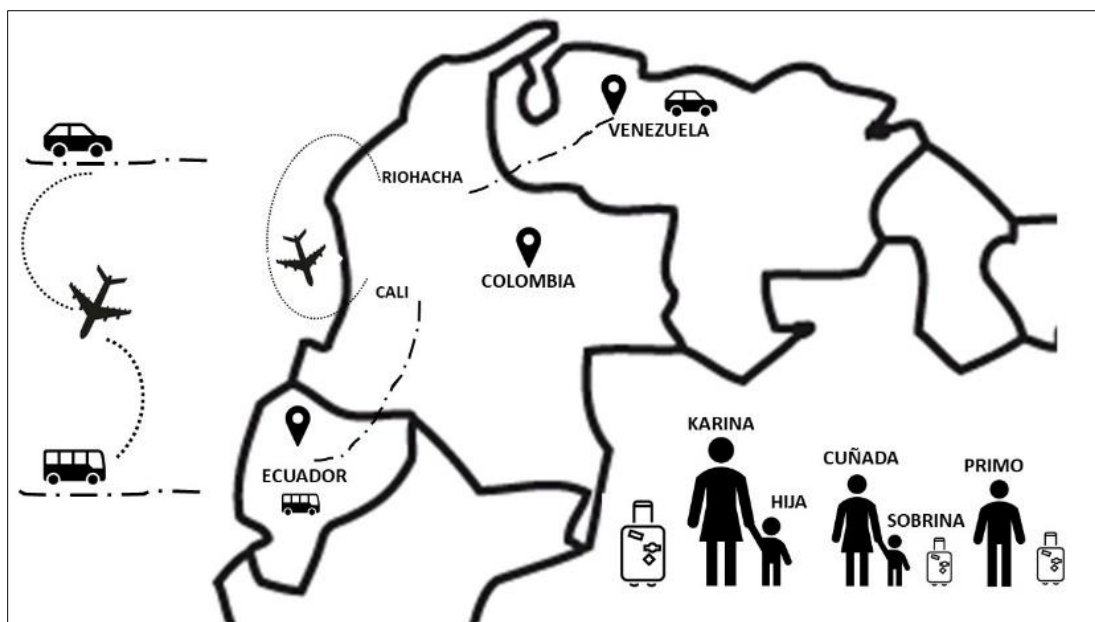 VENEZUELA
RIOHACHA
COLOMBIA
CALI
ECUADOR
KARINA
HIJA
CUÑADA
SOBRINA
PRIMO